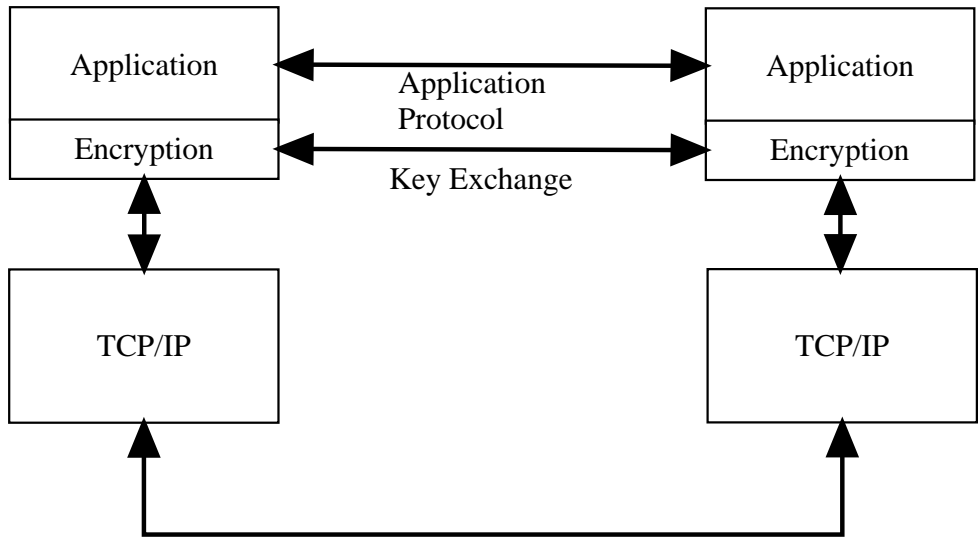 Application
Application
Application
Protocol
Encryption
Encryption
Key Exchange
TCP/IP
TCP/IP